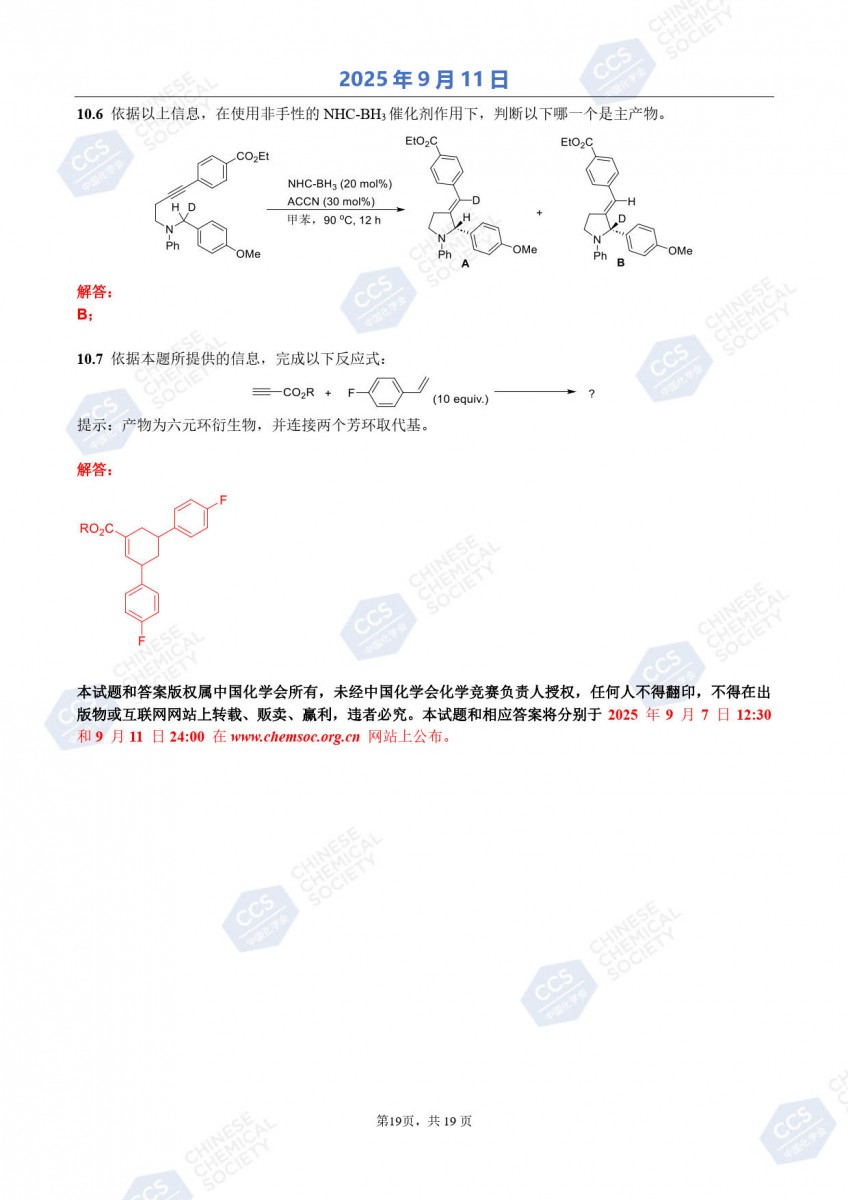 2025年9月11日
10.6 依据以上信息，在使用非手性的 NHC-BH3 催化剂作用下，判断以下哪一个是主产物。
CO2Et
H D
N
Ph
OMe
NHC-BH3 (20 mol%)
ACCN (30 mol%)
甲苯，90 ºC, 12 h
EtO2C
D
H
N
Ph
OMe
A
+
EtO2C
H
D
N
Ph
OMe
B
解答：
B；
10.7 依据本题所提供的信息，完成以下反应式：
CO2R + F (10 equiv.) ?
提示：产物为六元环衍生物，并连接两个芳环取代基。
解答：
F
RO2C
F
本试题和答案版权属中国化学会所有，未经中国化学会化学竞赛负责人授权，任何人不得翻印，不得在出
版物或互联网网站上转载、贩卖、赢利，违者必究。本试题和相应答案将分别于 2025 年 9 月 7 日 12:30
和 9 月 11 日 24:00 在 www.chemsoc.org.cn 网站上公布。
第19页，共 19 页
CCS
中国化学会
CHINESE
CHEMICAL
SOCIETY